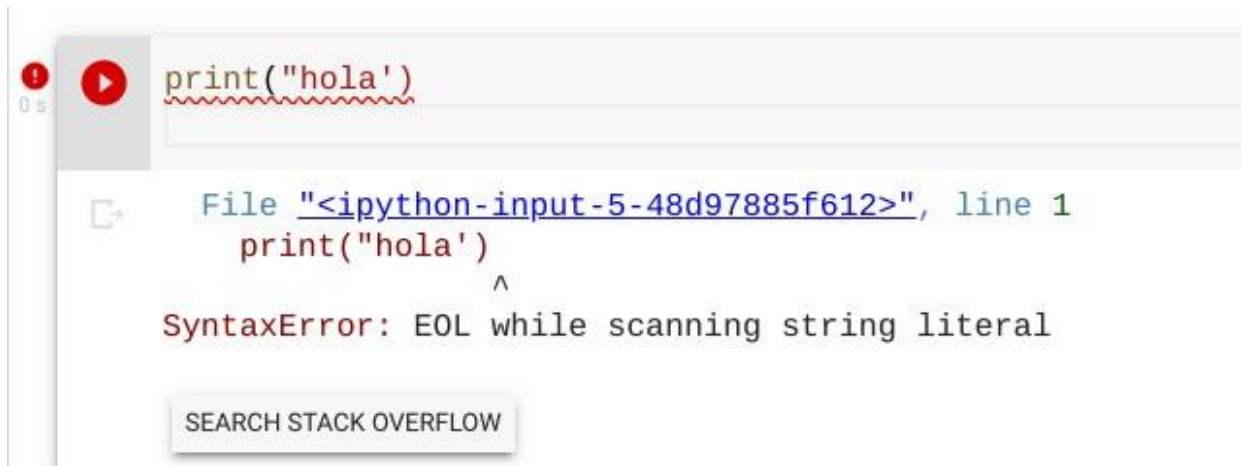 !
0 s
print("hola')
File "<ipython-input-5-48d97885f612>", line 1
print("hola')
^
SyntaxError: EOL while scanning string literal
SEARCH STACK OVERFLOW